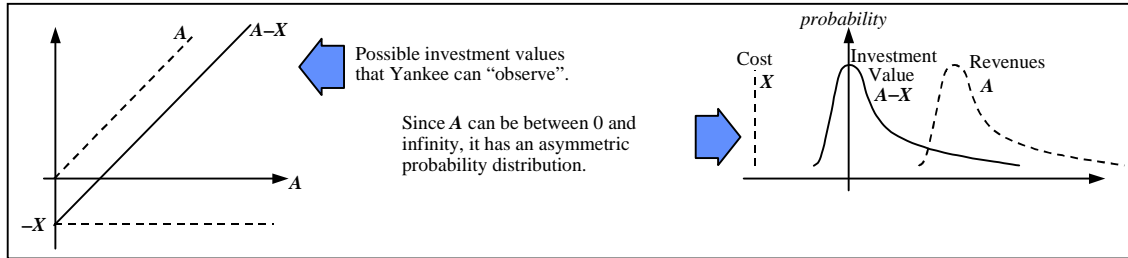 A
A–X
–X
A
Possible investment values
that Yankee can “observe”.
Since A can be between 0 and
infinity, it has an asymmetric
probability distribution.
probability
Cost
X
Investment
Value
A–X
Revenues
A